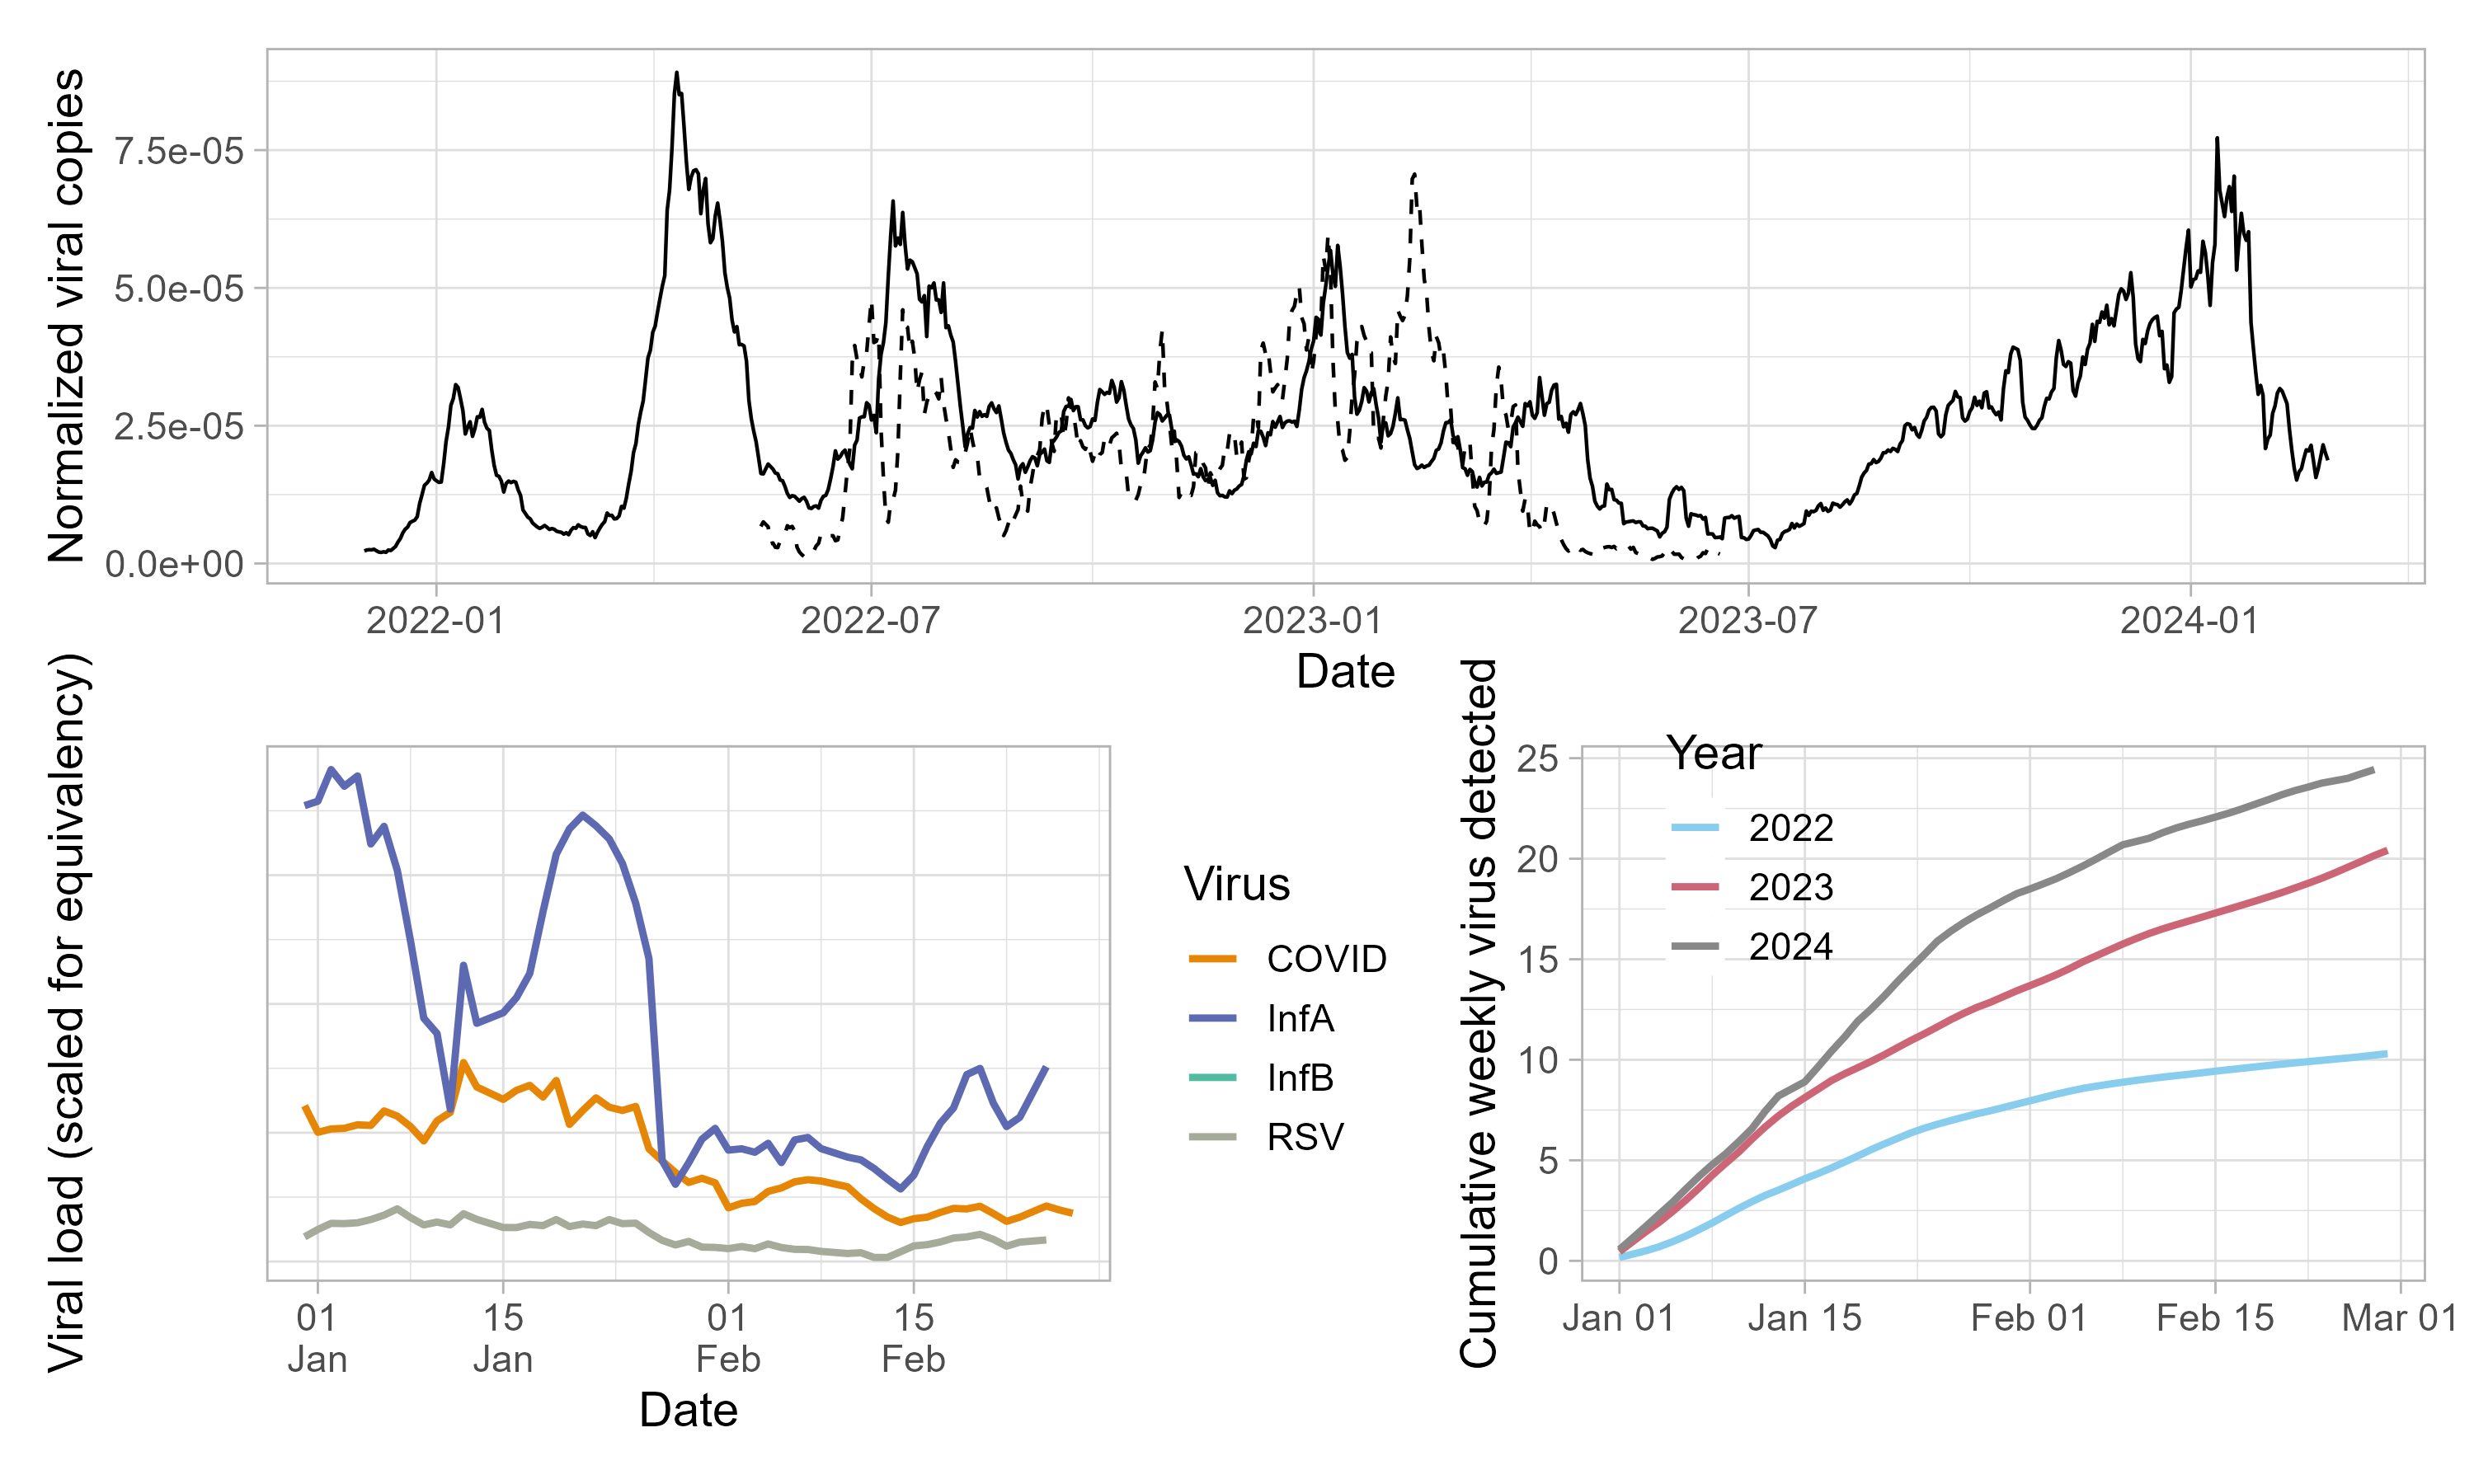 Normalized viral copies
7.5e-05
5.0e-05
2.5e-05
0.0e+00
2022-01
2022-07
2023-01
2023-07
2024-01
Date
Viral load (scaled for equivalency)
01
Jan
15
Jan
01
Feb
15
Feb
Date
Virus
COVID
InfA
InfB
RSV
Cumulative weekly virus detected
25
20
15
10
5
0
Year
2022
2023
2024
Jan 01
Jan 15
Feb 01
Feb 15
Mar 01